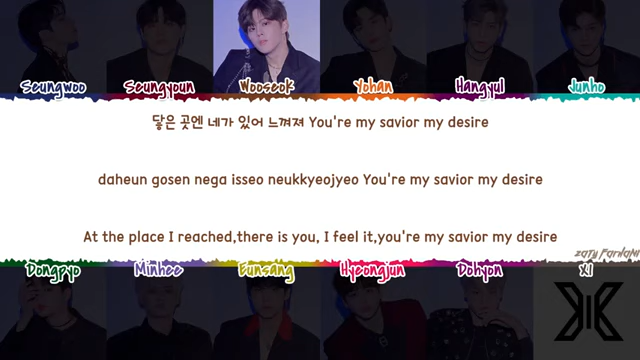 Seungwoo Seungyoun Wooseok Yohan Hangyul Junho
닿은 곳엔 네가 있어 느껴져 You're my savior my desire
daheun gosen nega isseo neukkyeojyeo You're my savior my desire
At the place I reached,there is you, I feel it,you're my savior my desire
ZATY FARHANI
Dongpyo Minhee Eunsang Hyeongjun Dohyon X1